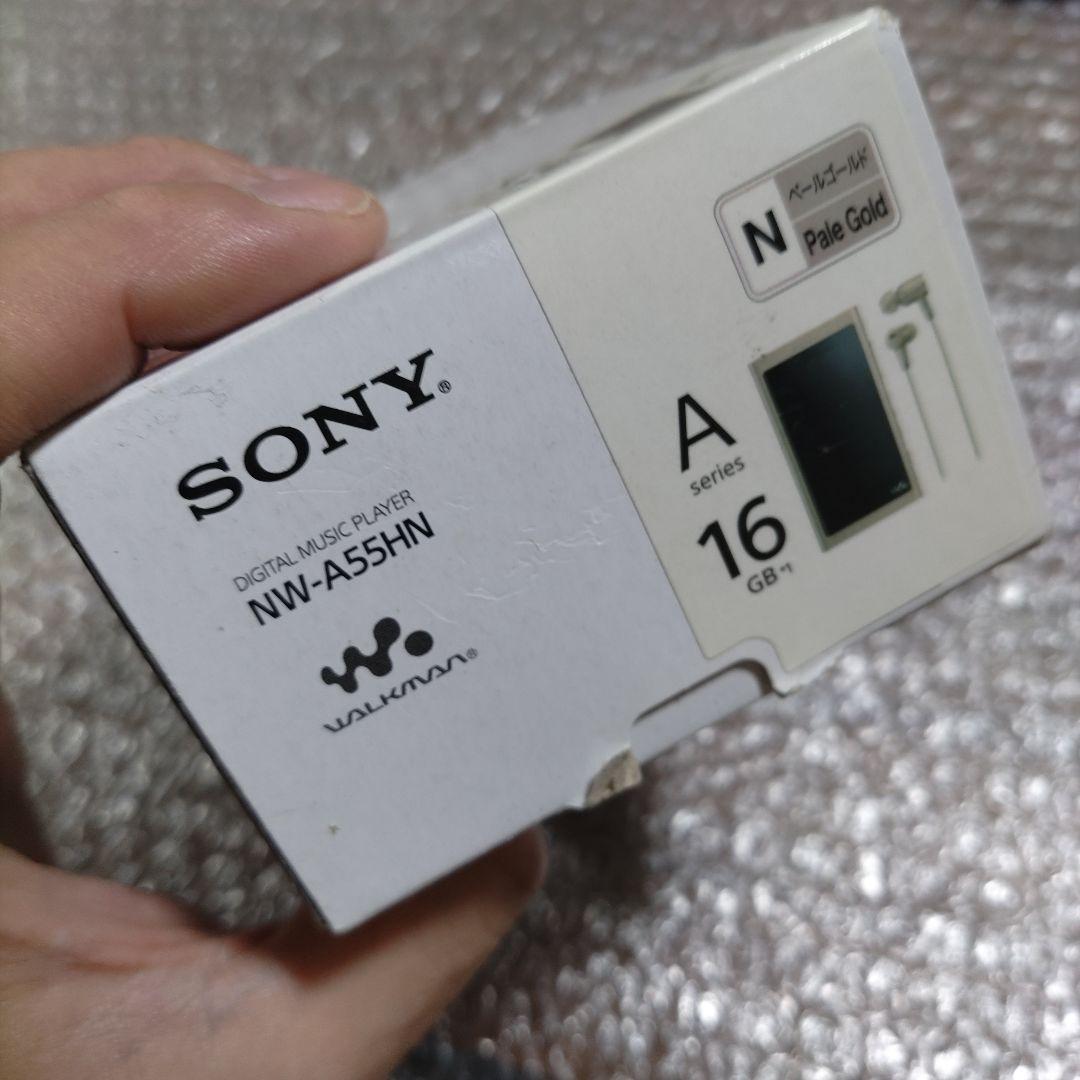 SONY®
DIGITAL MUSIC PLAYER
NW-A55HN
WALKMAN®
N
ペールゴールド
Pale Gold
A
series
16
GB*1